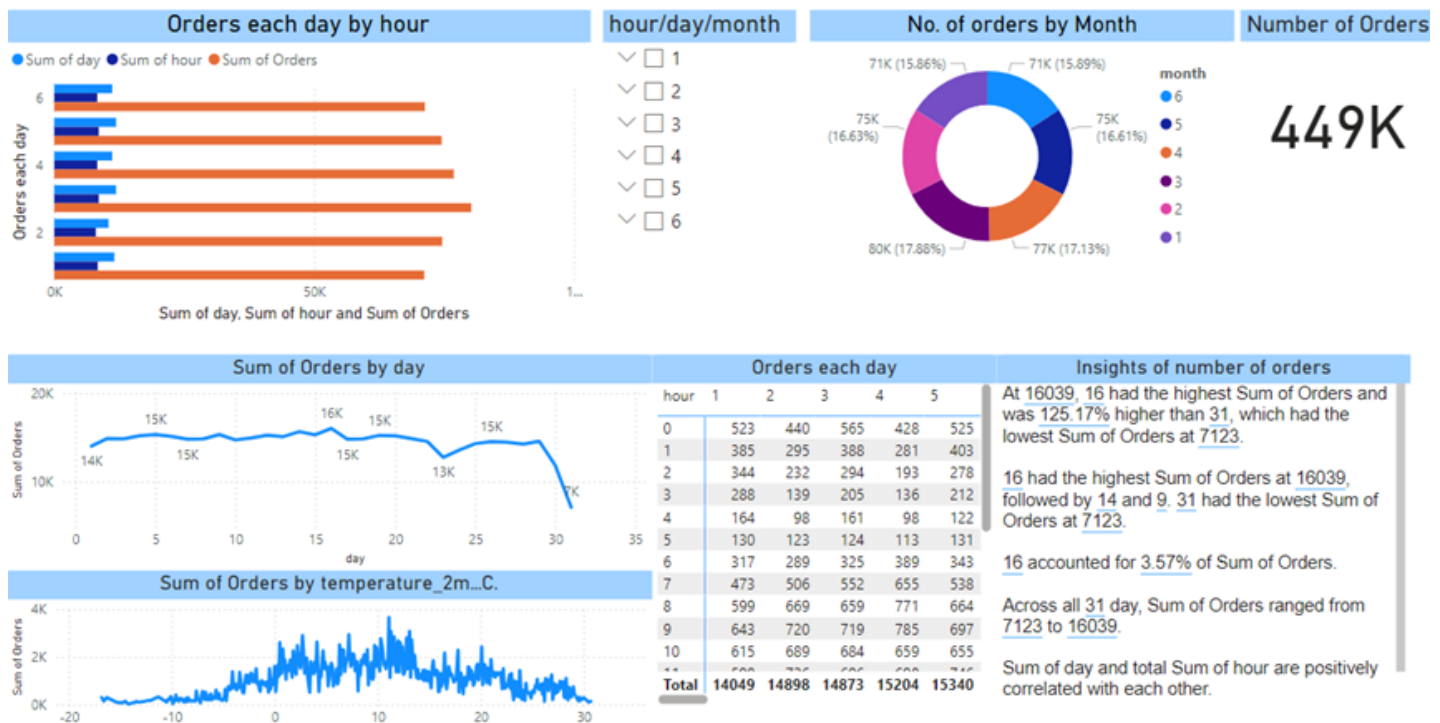 Orders each day by hour
Sum of day Sum of hour Sum of Orders
Orders each day
6
4
2
0K 50K 1...
Sum of day, Sum of hour and Sum of Orders
hour/day/month
1
2
3
4
5
6
No. of orders by Month
71K (15.86%) 71K (15.89%)
75K (16.63%)
75K (16.61%)
80K (17.88%) 77K (17.13%)
month
6
5
4
3
2
1
Number of Orders
449K
Sum of Orders by day
Sum of Orders
20K
10K
14K 15K 15K 16K 15K 15K 13K 15K 7K
0 5 10 15 20 25 30 35
day
Sum of Orders by temperature_2m...C.
Sum of Orders
4K
2K
0K
-20 -10 0 10 20 30
Orders each day
hour 1 2 3 4 5
0 523 440 565 428 525
1 385 295 388 281 403
2 344 232 294 193 278
3 288 139 205 136 212
4 164 98 161 98 122
5 130 123 124 113 131
6 317 289 325 389 343
7 473 506 552 655 538
8 599 669 659 771 664
9 643 720 719 785 697
10 615 689 684 659 655
Total 14049 14898 14873 15204 15340
Insights of number of orders
At 16039, 16 had the highest Sum of Orders and
was 125.17% higher than 31, which had the
lowest Sum of Orders at 7123.
16 had the highest Sum of Orders at 16039,
followed by 14 and 9. 31 had the lowest Sum of
Orders at 7123.
16 accounted for 3.57% of Sum of Orders.
Across all 31 day, Sum of Orders ranged from
7123 to 16039.
Sum of day and total Sum of hour are positively
correlated with each other.